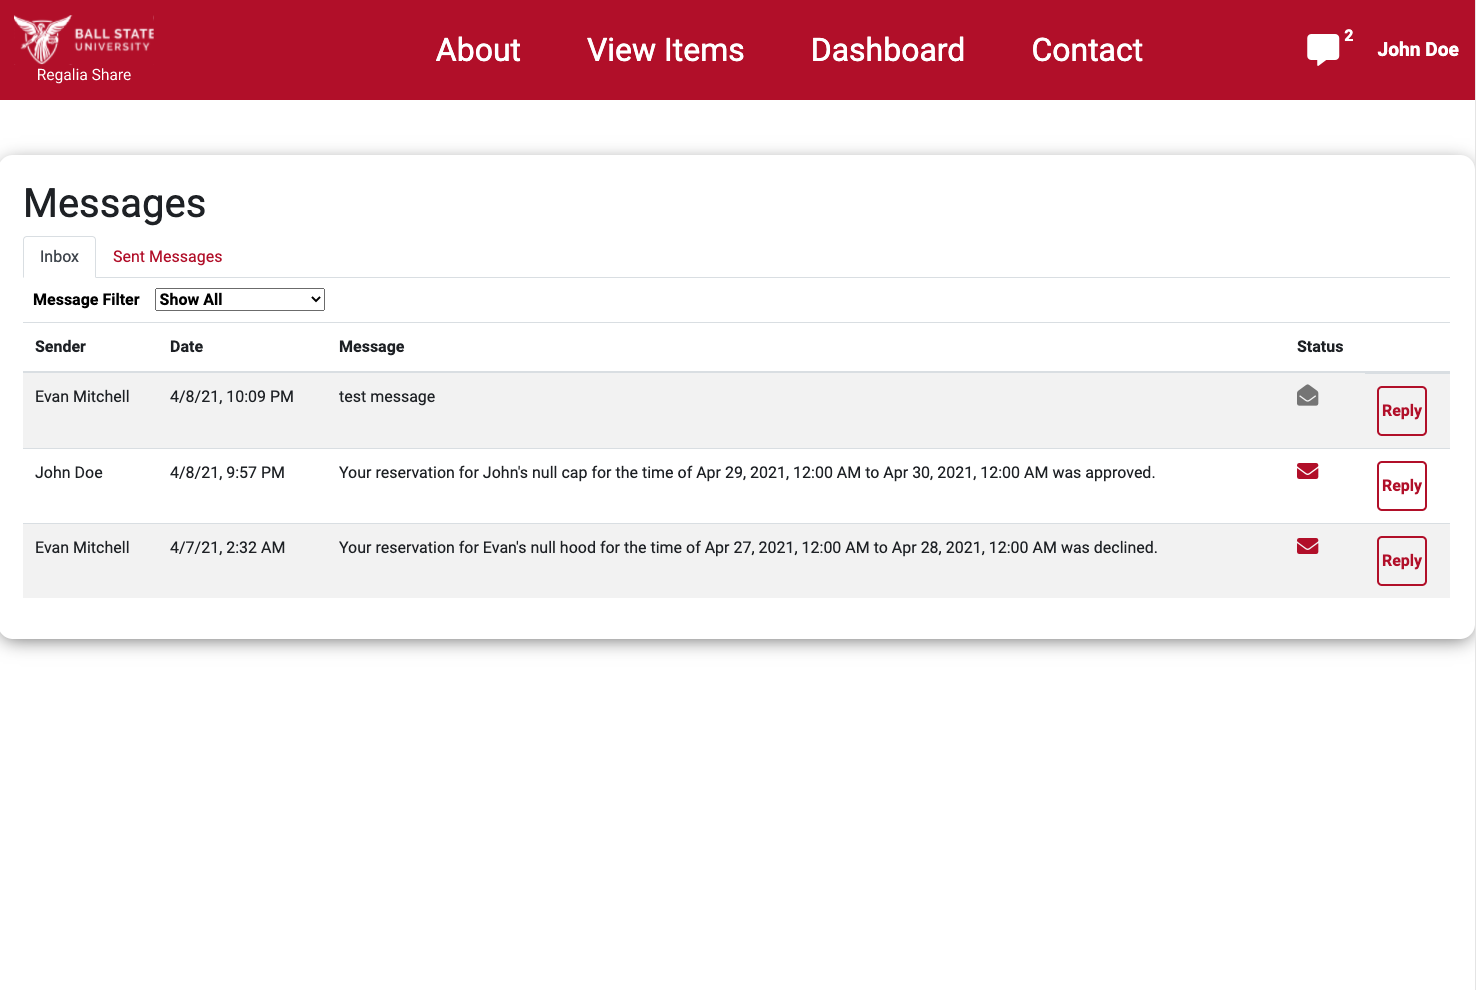 BALL STATE
UNIVERSITY
Regalia Share
About View Items Dashboard Contact 2 John Doe
Messages
Inbox Sent Messages
Message Filter Show All
Sender Date Message Status
Evan Mitchell 4/8/21, 10:09 PM test message Reply
John Doe 4/8/21, 9:57 PM Your reservation for John's null cap for the time of Apr 29, 2021, 12:00 AM to Apr 30, 2021, 12:00 AM was approved. Reply
Evan Mitchell 4/7/21, 2:32 AM Your reservation for Evan's null hood for the time of Apr 27, 2021, 12:00 AM to Apr 28, 2021, 12:00 AM was declined. Reply